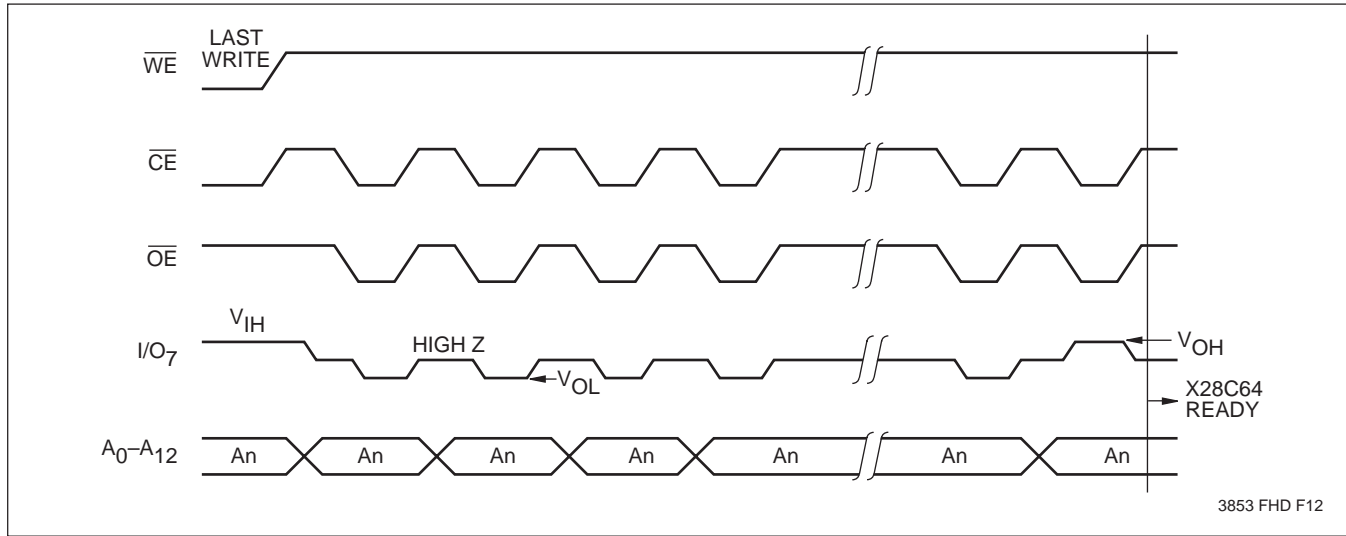 LAST
WRITE
WE
CE
OE
VIH
I/O7
HIGH Z
VOL
VOH
X28C64
READY
A0–A12
An An An An An An An
3853 FHD F12